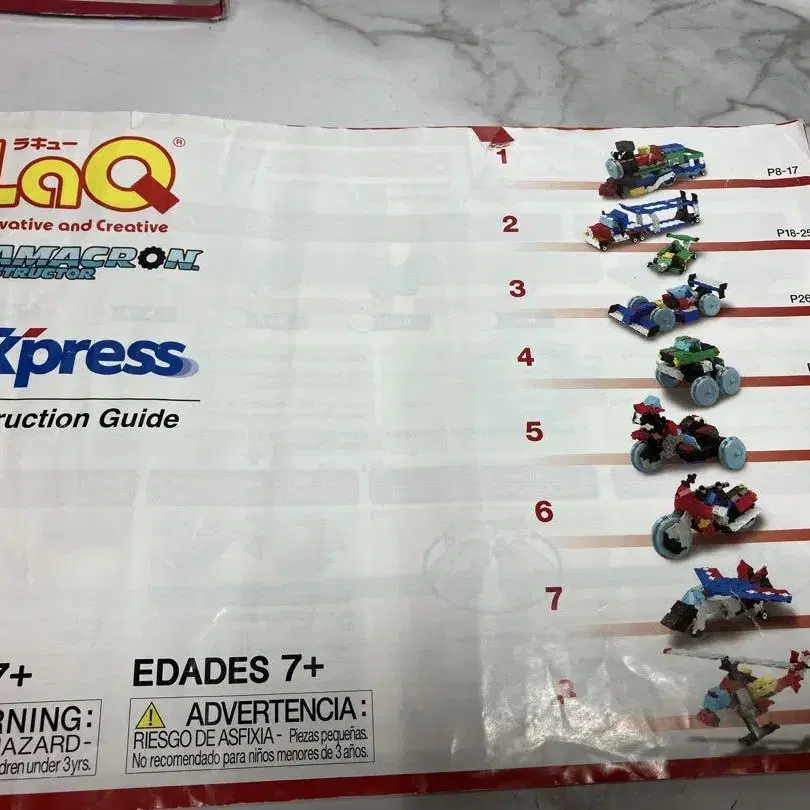 ラキュー
LaQ®
vative and Creative
AMACRON
STRUCTOR
Xpress
ruction Guide
7+
RNING:
HAZARD-
dren under 3yrs.
EDADES 7+
ADVERTENCIA:
RIESGO DE ASFIXIA - Piezas pequeñas.
No recomendado para niños menores de 3 años.
1
P8-17
2
P18-25
3
P26
4
5
6
7